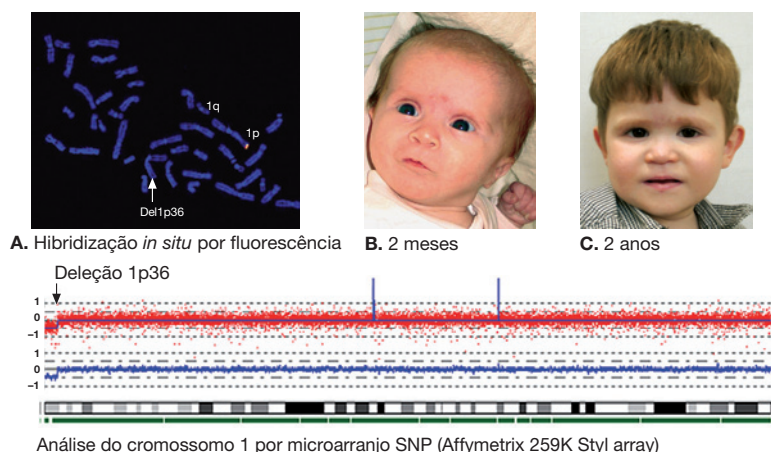 1q
1p
Del1p36
A. Hibridização in situ por fluorescência
B. 2 meses
C. 2 anos
Deleção 1p36
1
0
−1
1
0
−1
Análise do cromossomo 1 por microarranjo SNP (Affymetrix 259K Styl array)